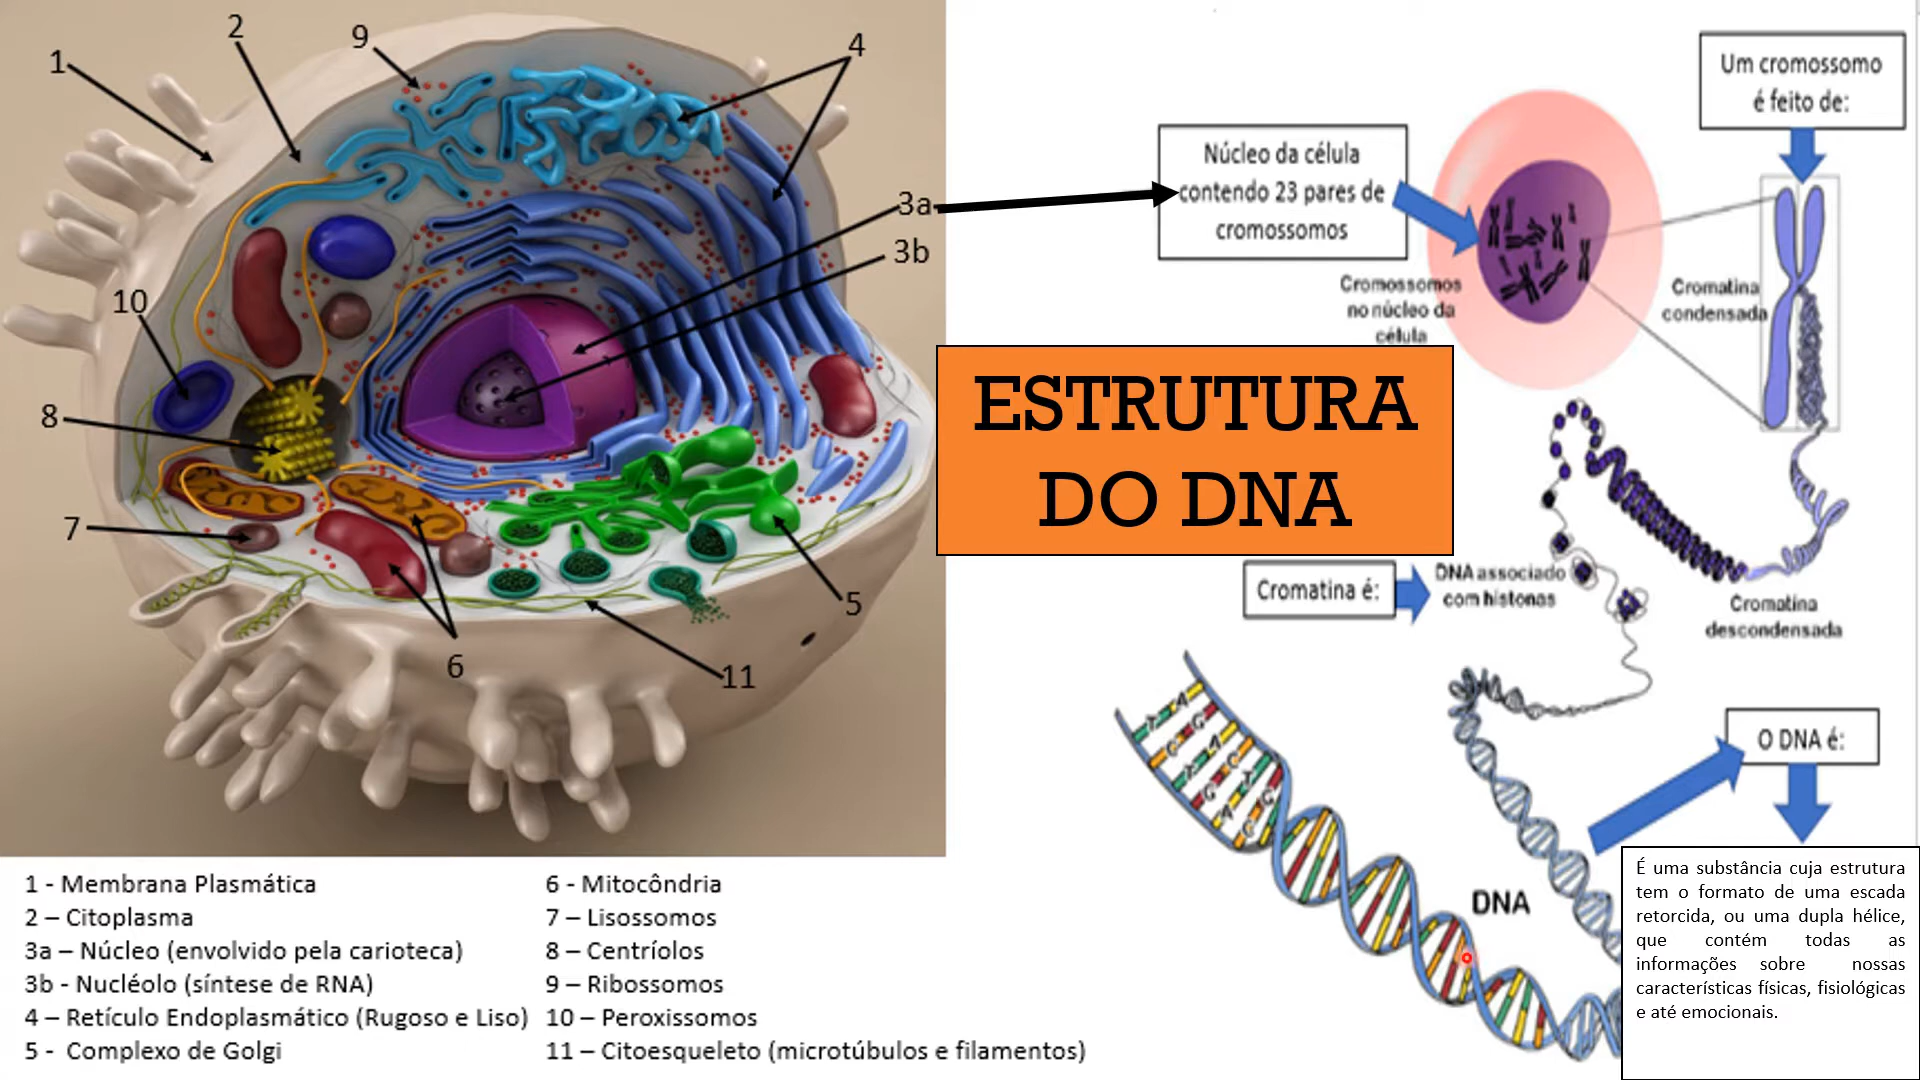 1
2
9
4
3a
3b
10
8
7
6
5
11
1 - Membrana Plasmática
2 – Citoplasma
3a – Núcleo (envolvido pela carioteca)
3b - Nucléolo (síntese de RNA)
4 – Retículo Endoplasmático (Rugoso e Liso)
5 - Complexo de Golgi
6 - Mitocôndria
7 – Lisossomos
8 – Centríolos
9 – Ribossomos
10 – Peroxissomos
11 – Citoesqueleto (microtúbulos e filamentos)
ESTRUTURA
DO DNA
Núcleo da célula
contendo 23 pares de
cromossomos
Cromossomos
no núcleo da
célula
Um cromossomo
é feito de:
Cromatina
condensada
Cromatina é:
DNA associado
com histonas
Cromatina
descondensada
O DNA é:
É uma substância cuja estrutura
tem o formato de uma escada
retorcida, ou uma dupla hélice,
que contém todas as
informações sobre nossas
características físicas, fisiológicas
e até emocionais.
DNA
T A
C G
T A
G C
A T
C G